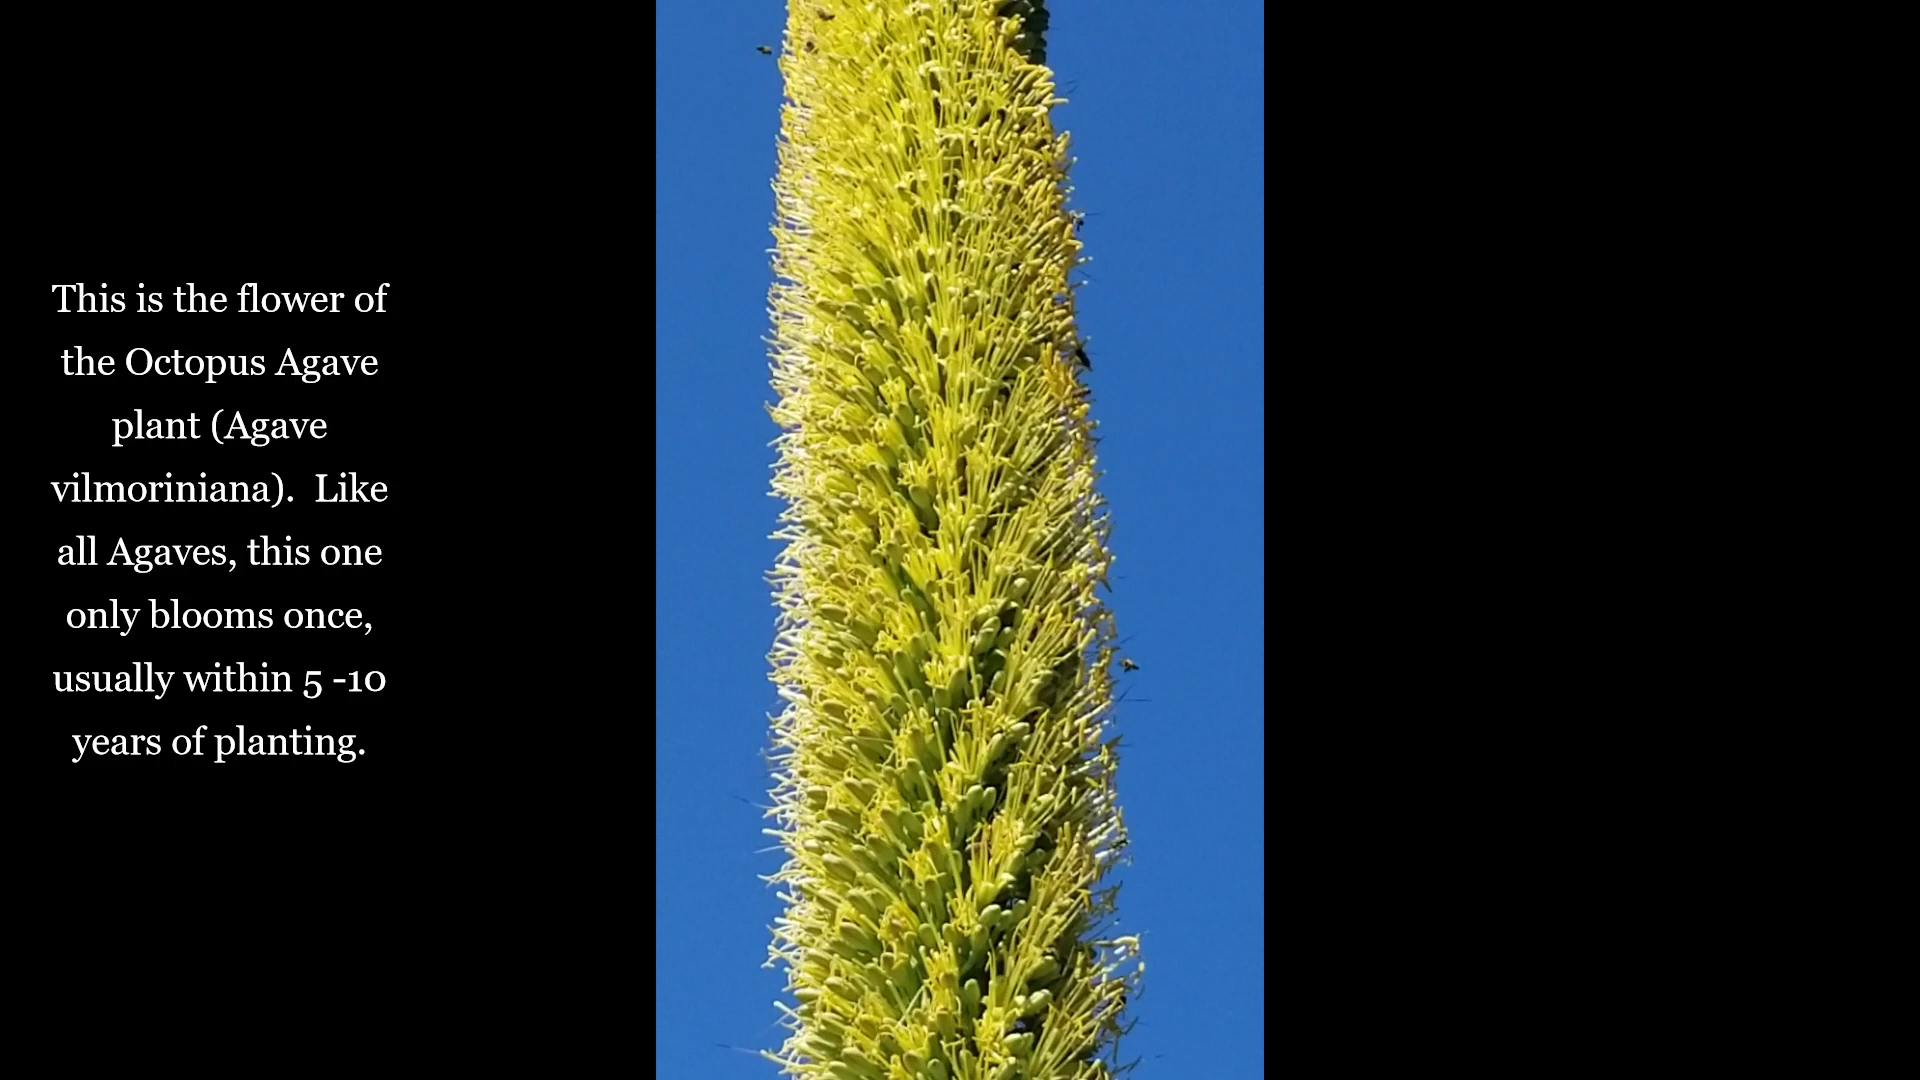 This is the flower of
the Octopus Agave
plant (Agave
vilmoriniana).  Like
all Agaves, this one
only blooms once,
usually within 5 -10
years of planting.